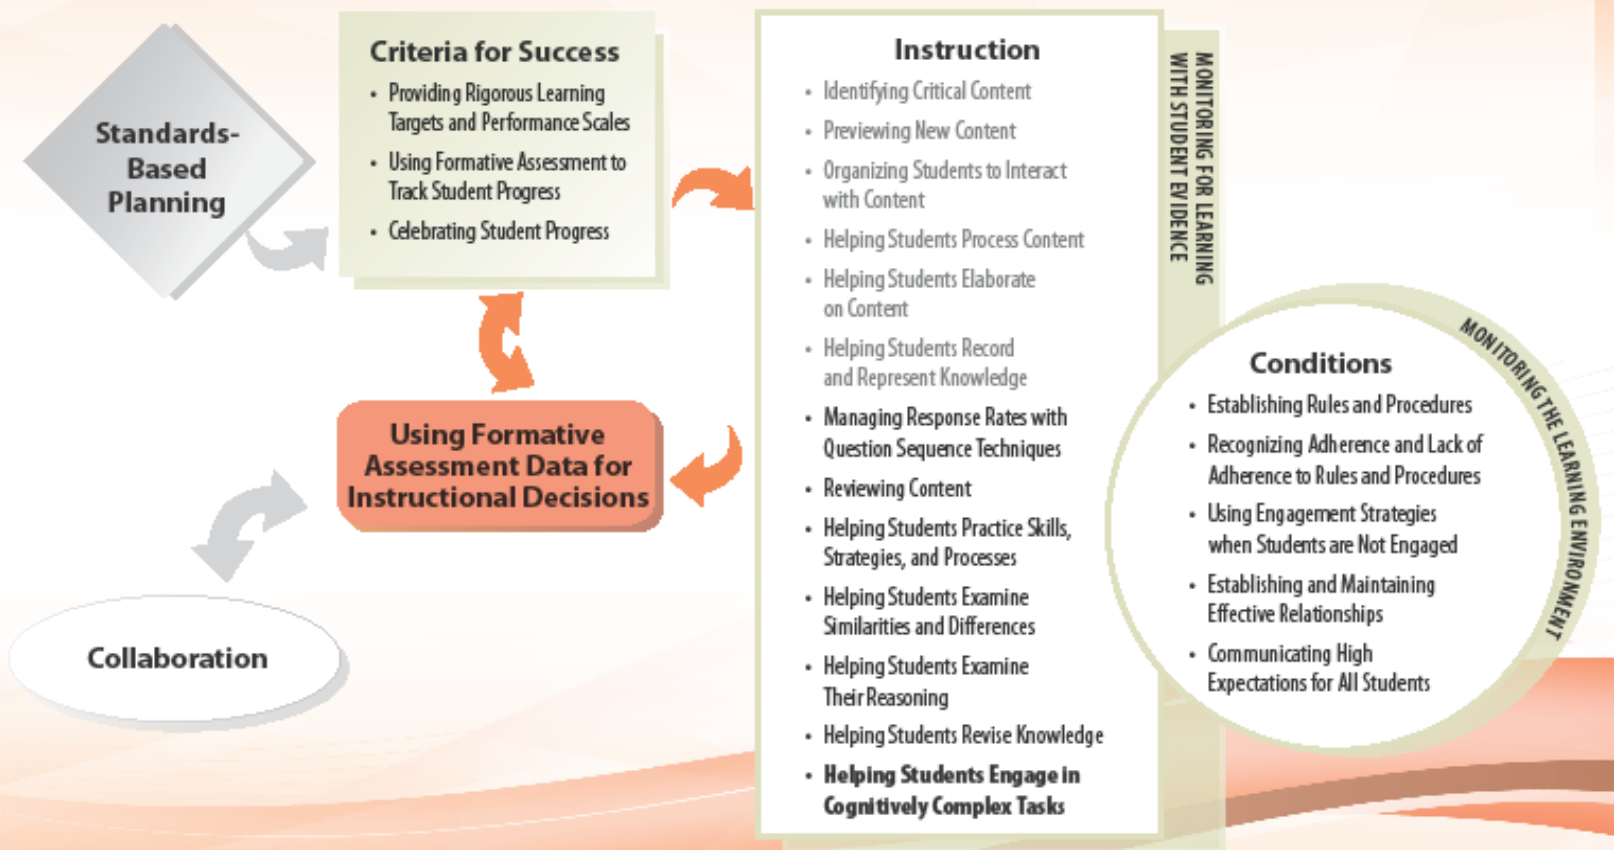 Standards-
Based
Planning
Criteria for Success
• Providing Rigorous Learning
Targets and Performance Scales
• Using Formative Assessment to
Track Student Progress
• Celebrating Student Progress
Using Formative
Assessment Data for
Instructional Decisions
Collaboration
Instruction
• Identifying Critical Content
• Previewing New Content
• Organizing Students to Interact
with Content
• Helping Students Process Content
• Helping Students Elaborate
on Content
• Helping Students Record
and Represent Knowledge
• Managing Response Rates with
Question Sequence Techniques
• Reviewing Content
• Helping Students Practice Skills,
Strategies, and Processes
• Helping Students Examine
Similarities and Differences
• Helping Students Examine
Their Reasoning
• Helping Students Revise Knowledge
• Helping Students Engage in
Cognitively Complex Tasks
MONITORING FOR LEARNING
WITH STUDENT EVIDENCE
Conditions
• Establishing Rules and Procedures
• Recognizing Adherence and Lack of
Adherence to Rules and Procedures
• Using Engagement Strategies
when Students are Not Engaged
• Establishing and Maintaining
Effective Relationships
• Communicating High
Expectations for All Students
MONITORING THE LEARNING ENVIRONMENT